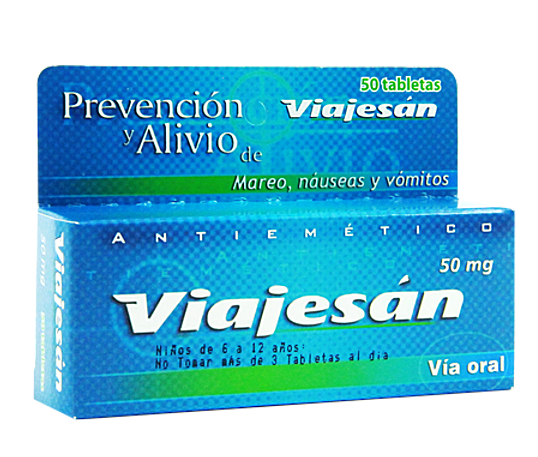 50 tabletas
Prevención
y Alivio de
Viajesán
Mareo, náuseas y vómitos
ANTIEMÉTICO
50 mg
Viajesán
Niños de 6 a 12 años:
No Tomar más de 3 Tabletas al día
Vía oral
Viajesán
50 mg